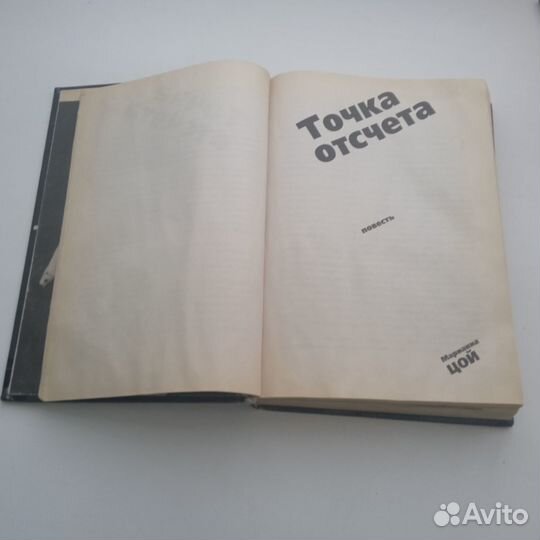 Точка
отсчета
повесть
Марианна
цой
Avito